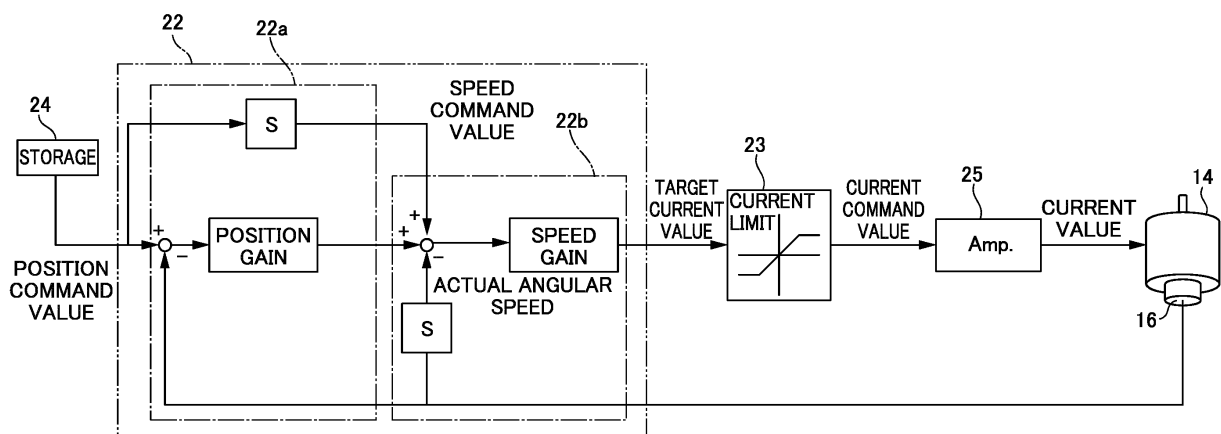 22
22a
24
STORAGE
S
SPEED
COMMAND
VALUE
22b
23
25
14
TARGET
CURRENT
VALUE
CURRENT
LIMIT
CURRENT
COMMAND
VALUE
Amp.
CURRENT
VALUE
+
−
POSITION
GAIN
+
+
−
SPEED
GAIN
POSITION
COMMAND
VALUE
ACTUAL ANGULAR
SPEED
S
16